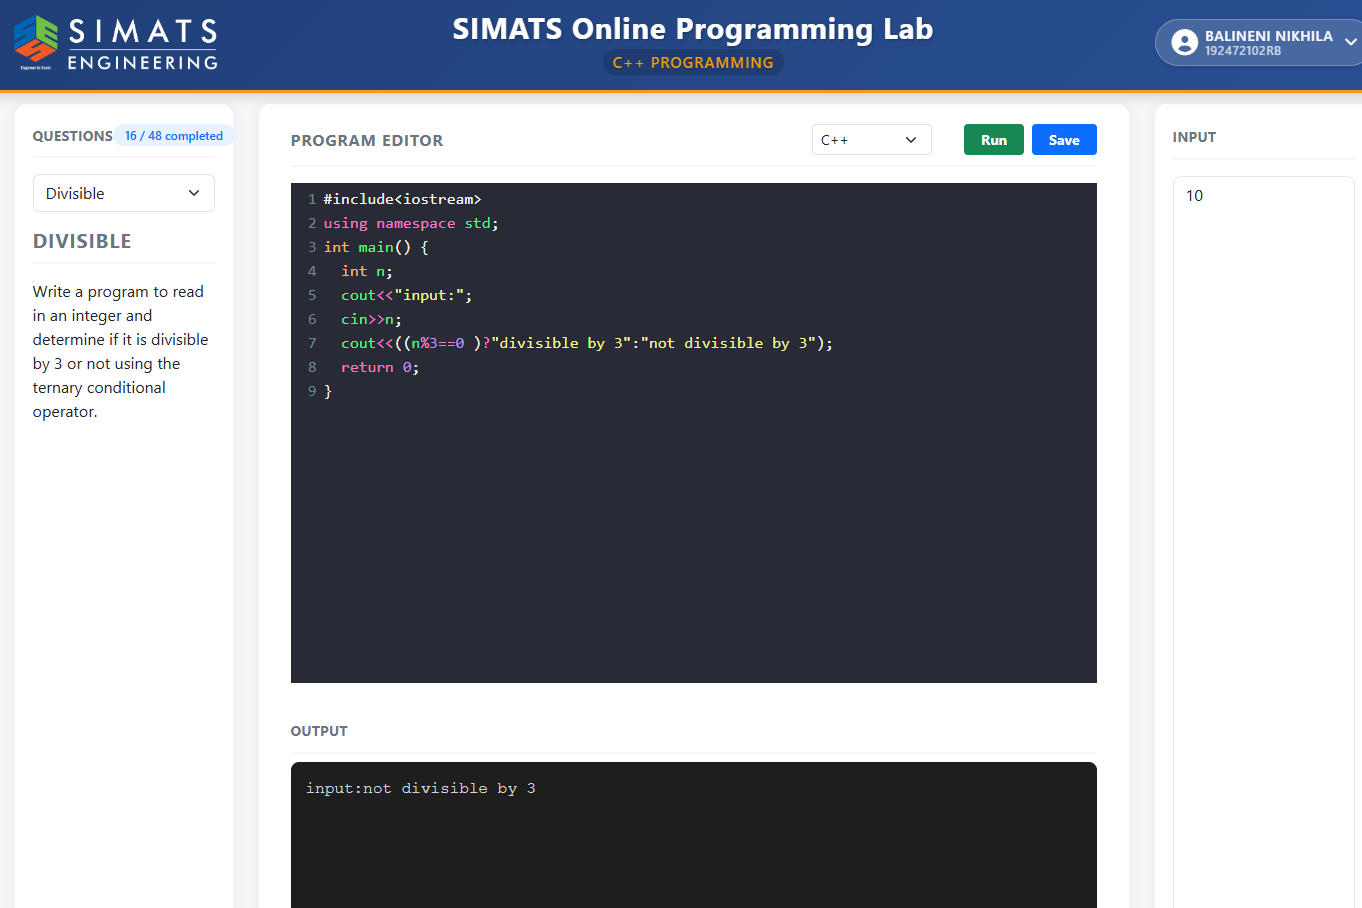 SIMATS
ENGINEERING
Engineer to Excel
SIMATS Online Programming Lab
C++ PROGRAMMING
BALINENI NIKHILA
192472102RB
QUESTIONS 16 / 48 completed
Divisible
DIVISIBLE
Write a program to read
in an integer and
determine if it is divisible
by 3 or not using the
ternary conditional
operator.
PROGRAM EDITOR
C++
Run
Save
1 #include<iostream>
2 using namespace std;
3 int main() {
4   int n;
5   cout<<"input:";
6   cin>>n;
7   cout<<((n%3==0 )?"divisible by 3":"not divisible by 3");
8   return 0;
9 }
OUTPUT
input:not divisible by 3
INPUT
10